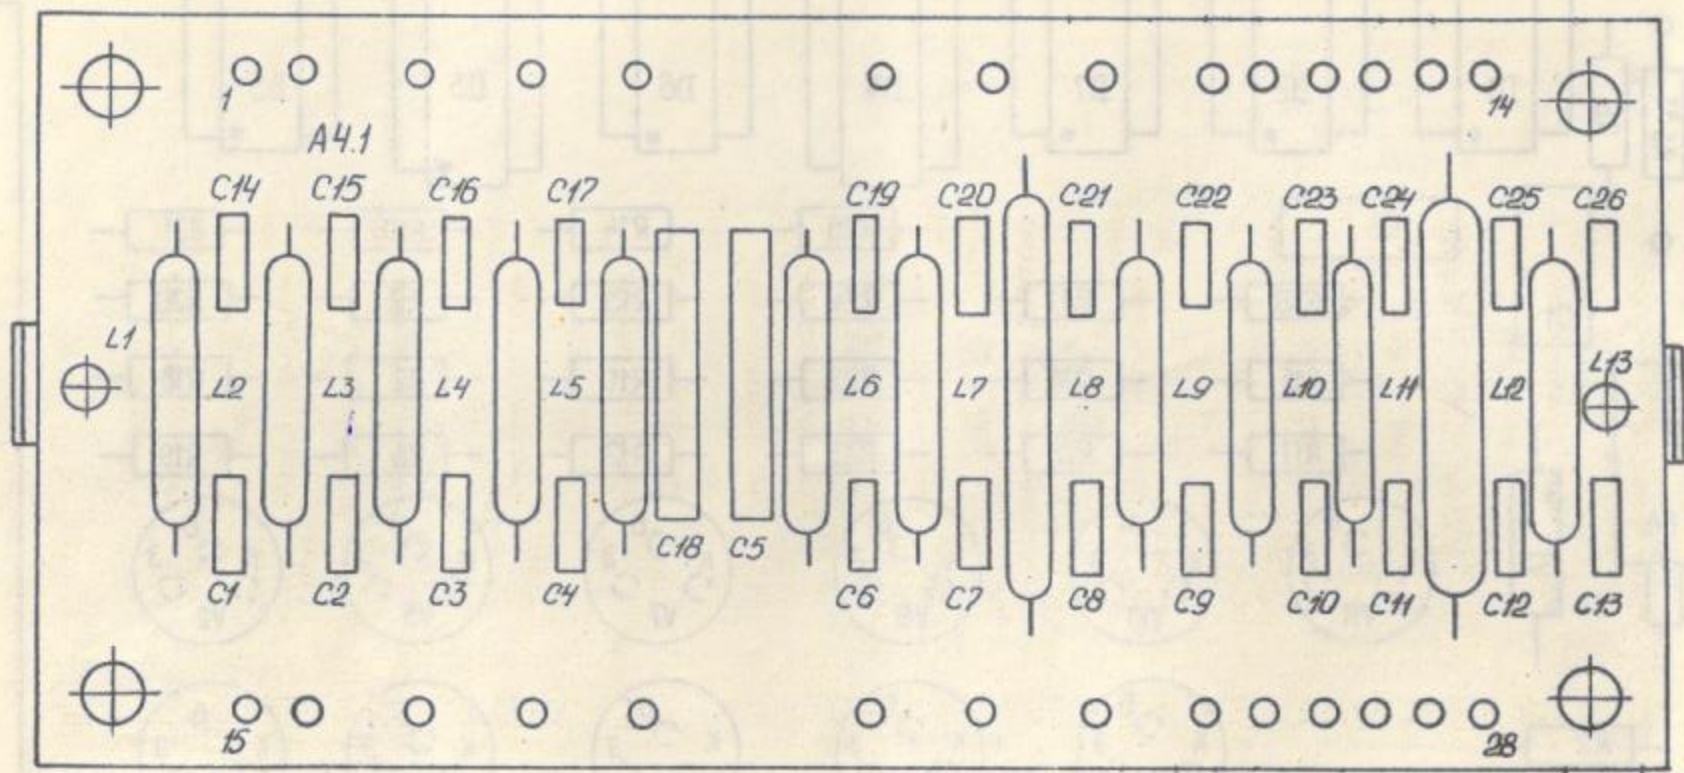 1 14
A4.1
C14 C15 C16 C17 C19 C20 C21 C22 C23 C24 C25 C26
L1 L2 L3 L4 L5 L6 L7 L8 L9 L10 L11 L12 L13
C18 C5
C1 C2 C3 C4 C6 C7 C8 C9 C10 C11 C12 C13
15 28